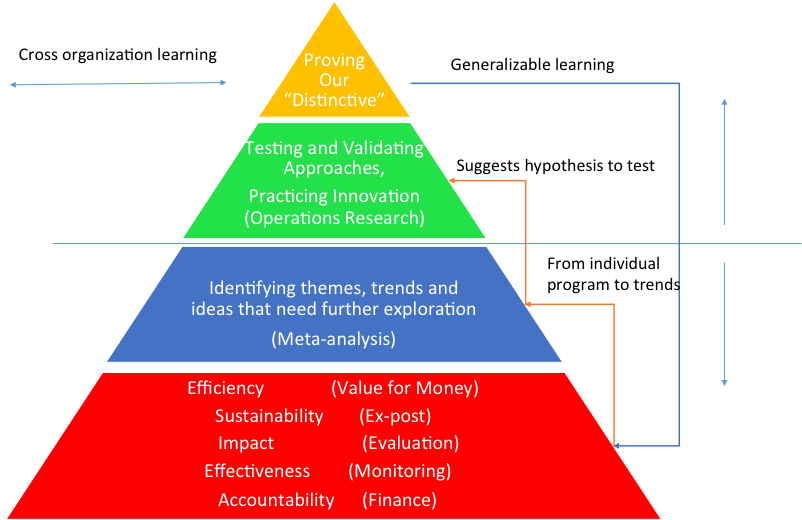 Cross organization learning
Proving
Our
“Distinctive”
Generalizable learning
Testing and Validating
Approaches,
Practicing Innovation
(Operations Research)
Suggests hypothesis to test
From individual
program to trends
Identifying themes, trends and
ideas that need further exploration
(Meta-analysis)
Efficiency (Value for Money)
Sustainability (Ex-post)
Impact (Evaluation)
Effectiveness (Monitoring)
Accountability (Finance)